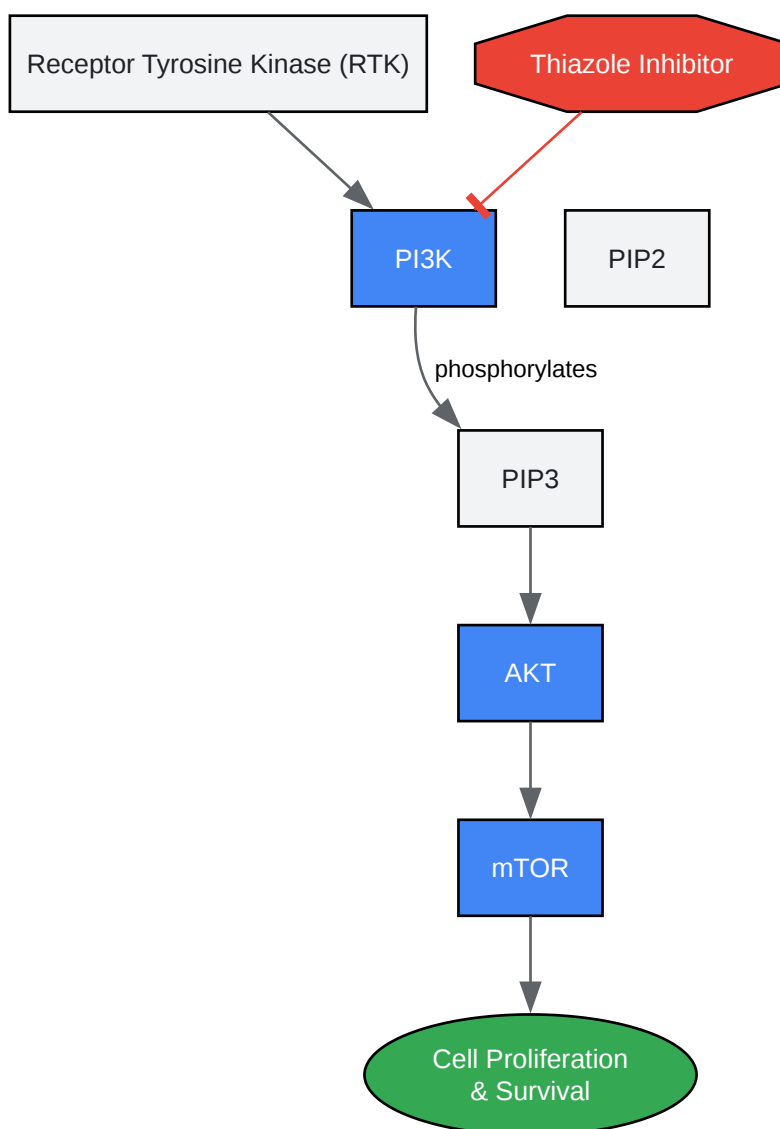 Receptor Tyrosine Kinase (RTK)
Thiazole Inhibitor
PI3K
PIP2
phosphorylates
PIP3
AKT
mTOR
Cell Proliferation
& Survival